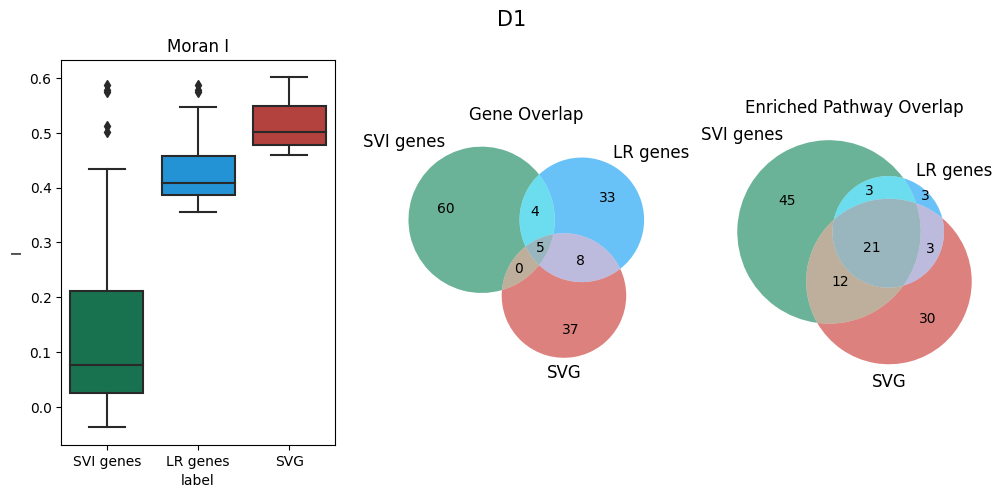 D1
Moran I
I
0.6
0.5
0.4
0.3
0.2
0.1
0.0
SVI genes
LR genes
SVG
label
Gene Overlap
SVI genes
LR genes
60
4
33
5
0
8
37
SVG
Enriched Pathway Overlap
SVI genes
LR genes
45
3
3
21
3
12
30
SVG